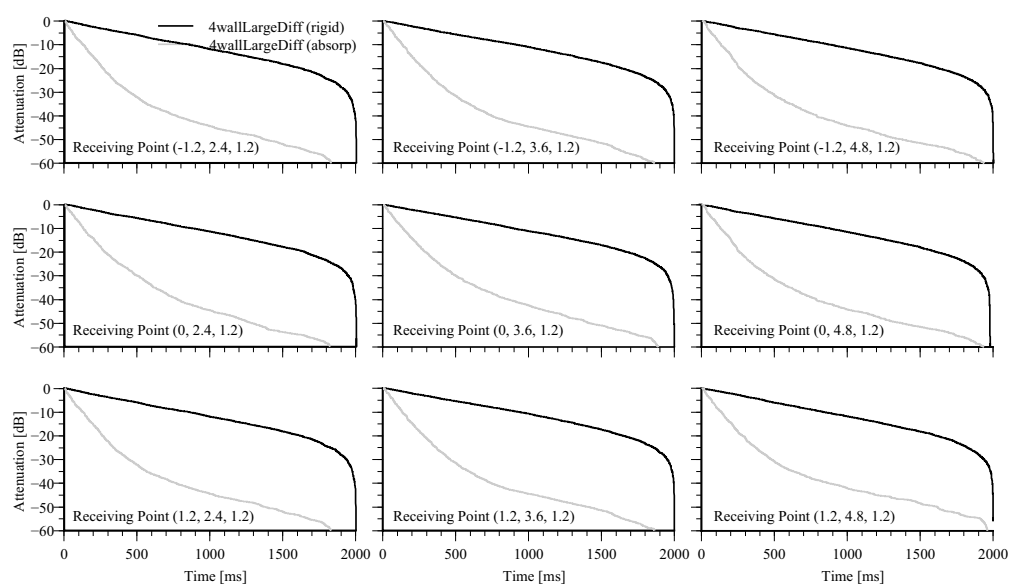 4wallLargeDiff (rigid)
4wallLargeDiff (absorp)
Attenuation [dB]
0
−10
−20
−30
−40
−50
−60
Receiving Point (-1.2, 2.4, 1.2)
Receiving Point (-1.2, 3.6, 1.2)
Receiving Point (-1.2, 4.8, 1.2)
Attenuation [dB]
0
−10
−20
−30
−40
−50
−60
Receiving Point (0, 2.4, 1.2)
Receiving Point (0, 3.6, 1.2)
Receiving Point (0, 4.8, 1.2)
Attenuation [dB]
0
−10
−20
−30
−40
−50
−60
Receiving Point (1.2, 2.4, 1.2)
Receiving Point (1.2, 3.6, 1.2)
Receiving Point (1.2, 4.8, 1.2)
0 500 1000 1500 2000
0 500 1000 1500 2000
0 500 1000 1500 2000
Time [ms]
Time [ms]
Time [ms]